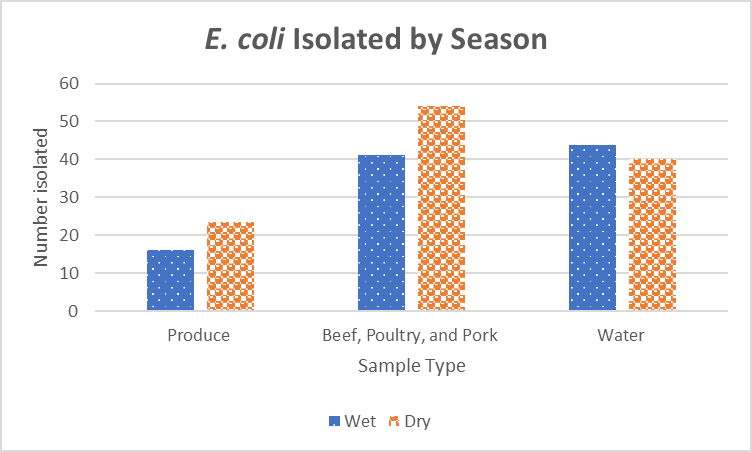 E. coli Isolated by Season
Number isolated
60
50
40
30
20
10
0
Produce
Beef, Poultry, and Pork
Water
Sample Type
Wet
Dry